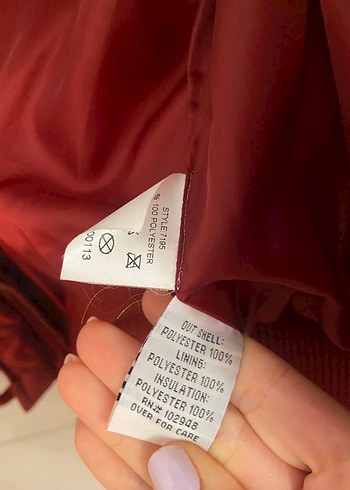 STYLE 7195
% 100 POLYESTER
00113
OUT SHELL:
POLYESTER 100%
LINING:
POLYESTER 100%
INSULATION:
POLYESTER 100%
RN# 102948
OVER FOR CARE